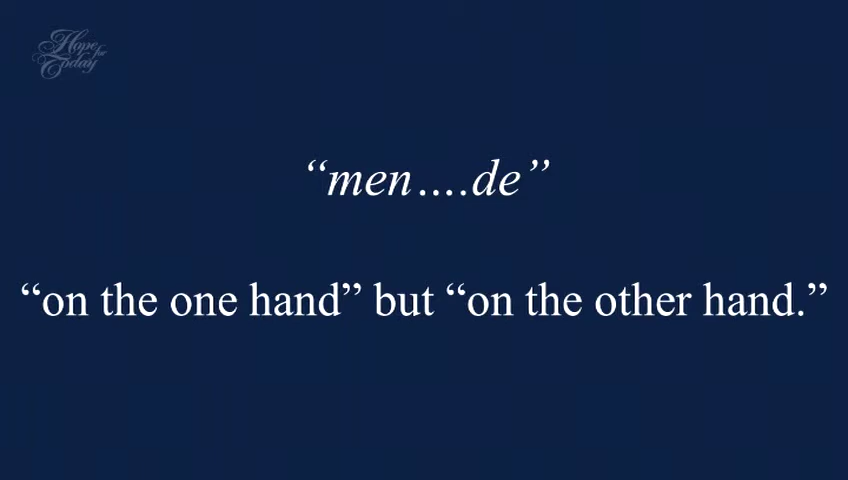 Hope for Today
“men....de”
“on the one hand” but “on the other hand.”